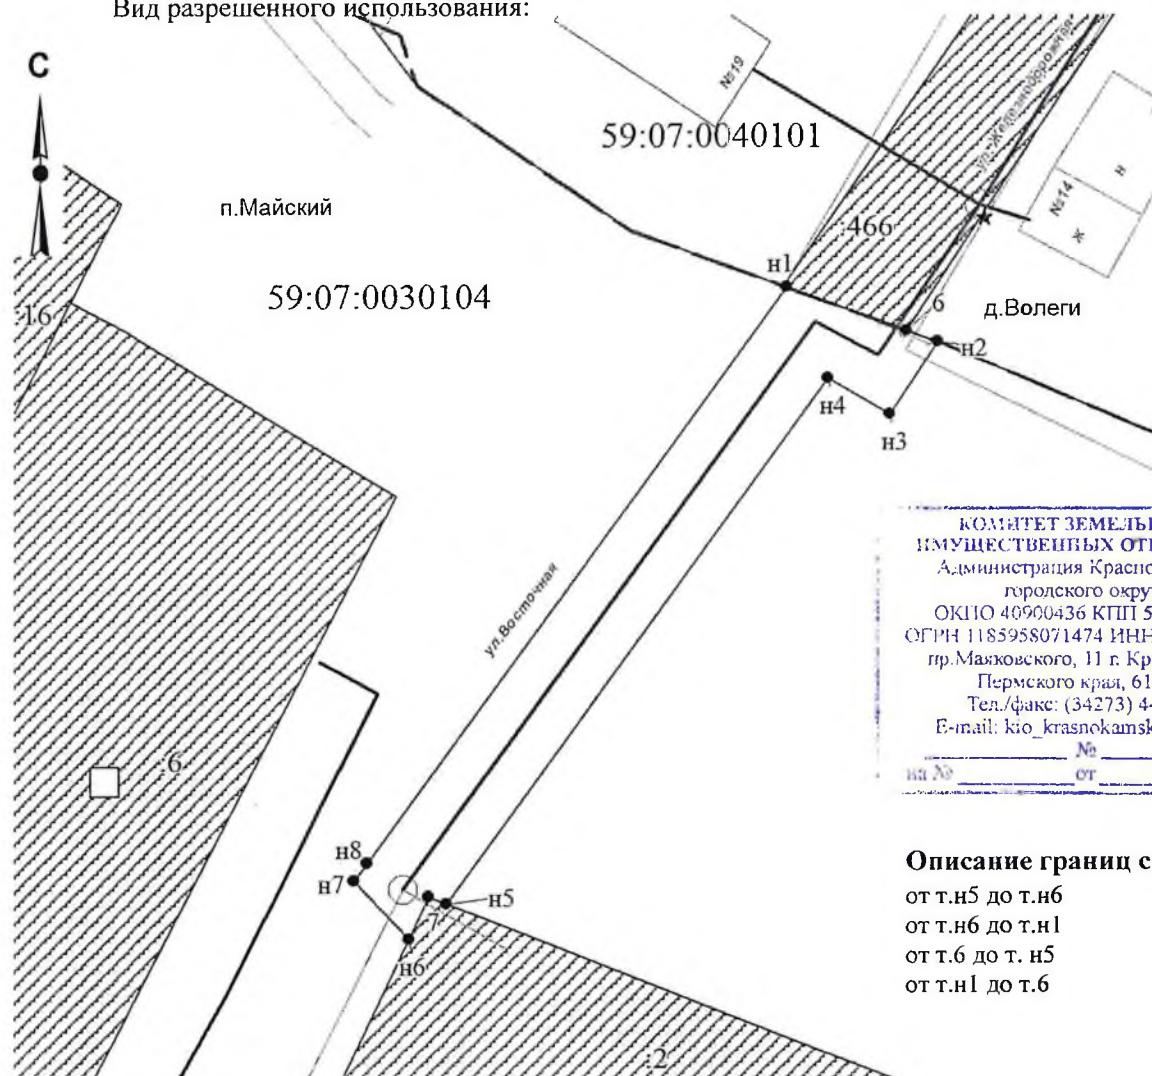 Вид разрешенного использования:
С
№19
59:07:0040101
ул. Железнодорожная
№14
н
ж
п.Майский
:466
н1
59:07:0030104
6
д.Волеги
:16
н2
н4
н3
КОМИТЕТ ЗЕМЕЛЬ
ИМУЩЕСТВЕННЫХ ОТ
Администрация Красно
городского окру
ОКПО 40900436 КПП 5
ОГРН 1185958071474 ИНН
пр.Маяковского, 11 г. Кр
Пермского края, 61
Тел./факс: (34273) 4-
E-mail: kio_krasnokamsk
№
на № от
ул.Восточная
:6
н8
н7
н5
7
н6
Описание границ с
от т.н5 до т.н6
от т.н6 до т.н1
от т.6 до т. н5
от т.н1 до т.6
:2